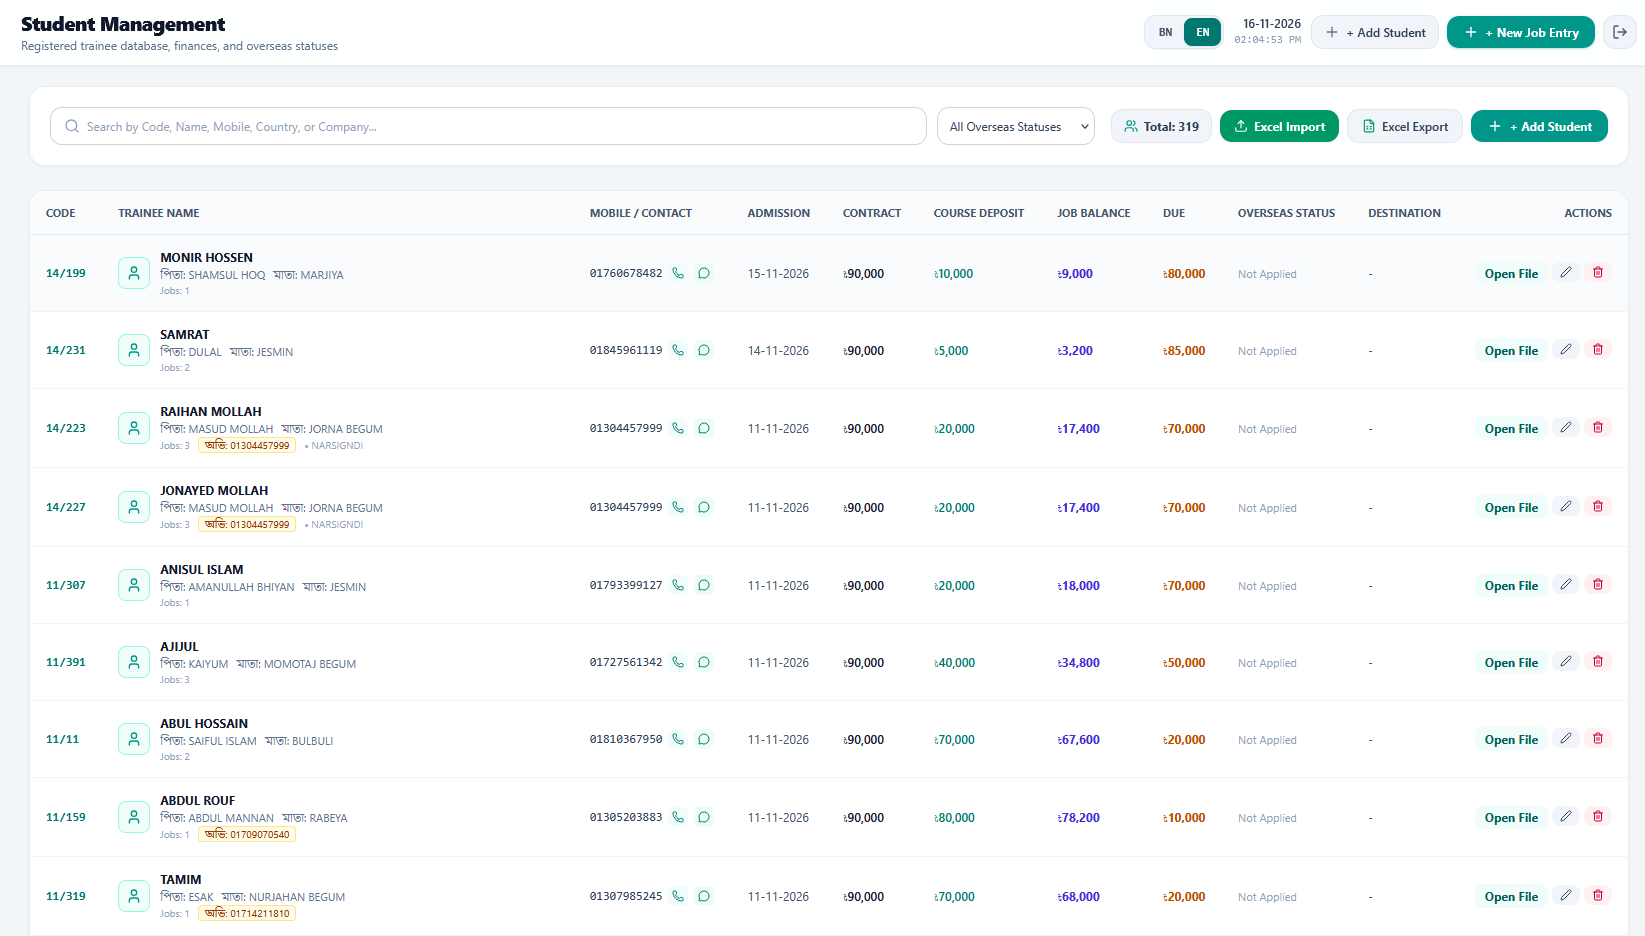 Student Management
Registered trainee database, finances, and overseas statuses
BN EN
16-11-2026
02:04:53 PM
+ Add Student
+ New Job Entry
Search by Code, Name, Mobile, Country, or Company...
All Overseas Statuses
Total: 319
Excel Import
Excel Export
+ Add Student
CODE TRAINEE NAME MOBILE / CONTACT ADMISSION CONTRACT COURSE DEPOSIT JOB BALANCE DUE OVERSEAS STATUS DESTINATION ACTIONS
MONIR HOSSEN
14/199 পিতা: SHAMSUL HOQ মাতা: MARJIYA 01760678482 15-11-2026 ৳90,000 ৳10,000 ৳9,000 ৳80,000 Not Applied - Open File
Jobs: 1
SAMRAT
14/231 পিতা: DULAL মাতা: JESMIN 01845961119 14-11-2026 ৳90,000 ৳5,000 ৳3,200 ৳85,000 Not Applied - Open File
Jobs: 2
RAIHAN MOLLAH
14/223 পিতা: MASUD MOLLAH মাতা: JORNA BEGUM 01304457999 11-11-2026 ৳90,000 ৳20,000 ৳17,400 ৳70,000 Not Applied - Open File
Jobs: 3 অভি: 01304457999 • NARSIGNDI
JONAYED MOLLAH
14/227 পিতা: MASUD MOLLAH মাতা: JORNA BEGUM 01304457999 11-11-2026 ৳90,000 ৳20,000 ৳17,400 ৳70,000 Not Applied - Open File
Jobs: 3 অভি: 01304457999 • NARSIGNDI
ANISUL ISLAM
11/307 পিতা: AMANULLAH BHIYAN মাতা: JESMIN 01793399127 11-11-2026 ৳90,000 ৳20,000 ৳18,000 ৳70,000 Not Applied - Open File
Jobs: 1
AJIJUL
11/391 পিতা: KAIYUM মাতা: MOMOTAJ BEGUM 01727561342 11-11-2026 ৳90,000 ৳40,000 ৳34,800 ৳50,000 Not Applied - Open File
Jobs: 3
ABUL HOSSAIN
11/11 পিতা: SAIFUL ISLAM মাতা: BULBULI 01810367950 11-11-2026 ৳90,000 ৳70,000 ৳67,600 ৳20,000 Not Applied - Open File
Jobs: 2
ABDUL ROUF
11/159 পিতা: ABDUL MANNAN মাতা: RABEYA 01305203883 11-11-2026 ৳90,000 ৳80,000 ৳78,200 ৳10,000 Not Applied - Open File
Jobs: 1 অভি: 01709070540
TAMIM
11/319 পিতা: ESAK মাতা: NURJAHAN BEGUM 01307985245 11-11-2026 ৳90,000 ৳70,000 ৳68,000 ৳20,000 Not Applied - Open File
Jobs: 1 অভি: 01714211810